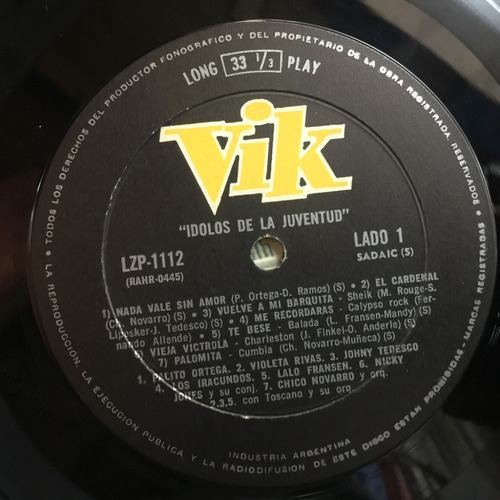 TODOS LOS DERECHOS DEL PRODUCTOR FONOGRAFICO Y DEL PROPIETARIO DE LA OBRA REGISTRADA, RESERVADOS
LONG 33 1/3 PLAY
Vik
"IDOLOS DE LA JUVENTUD"
LZP-1112
(RAHR-0445)
LADO 1
SADAIC (S)
1) NADA VALE SIN AMOR (P. Ortega-D. Ramos) (S) - 2) EL CARDENAL
(Ch. Novarro) (S) - 3) VUELVE A MI BARQUITA - Sheik (M. Rouge-S.
Lipesker-J. Tedesco) (S) - 4) ME RECORDARAS - Calypso rock (Fer-
nando Allende) - 5) TE BESE - Balada (L. Fransen-Mandy) (S)
VIEJA VICTROLA - Charleston (J. Finkel-O. Anderle) (S)
7) PALOMITA - Cumbia (Ch. Novarro-Muñeca) (S)
1. PALITO ORTEGA. 2. VIOLETA RIVAS. 3. JOHNY TEDESCO
4. LOS IRACUNDOS. 5. LALO FRANSEN. 6. NICKY
JONES y su conj. 7. CHICO NOVARRO y orq.
2.3.5. con Toscano y su orq.
INDUSTRIA ARGENTINA
LA REPRODUCCION, LA EJECUCION PUBLICA Y LA RADIODIFUSION DE ESTE DISCO ESTAN PROHIBIDAS - MARCAS REGISTRADAS